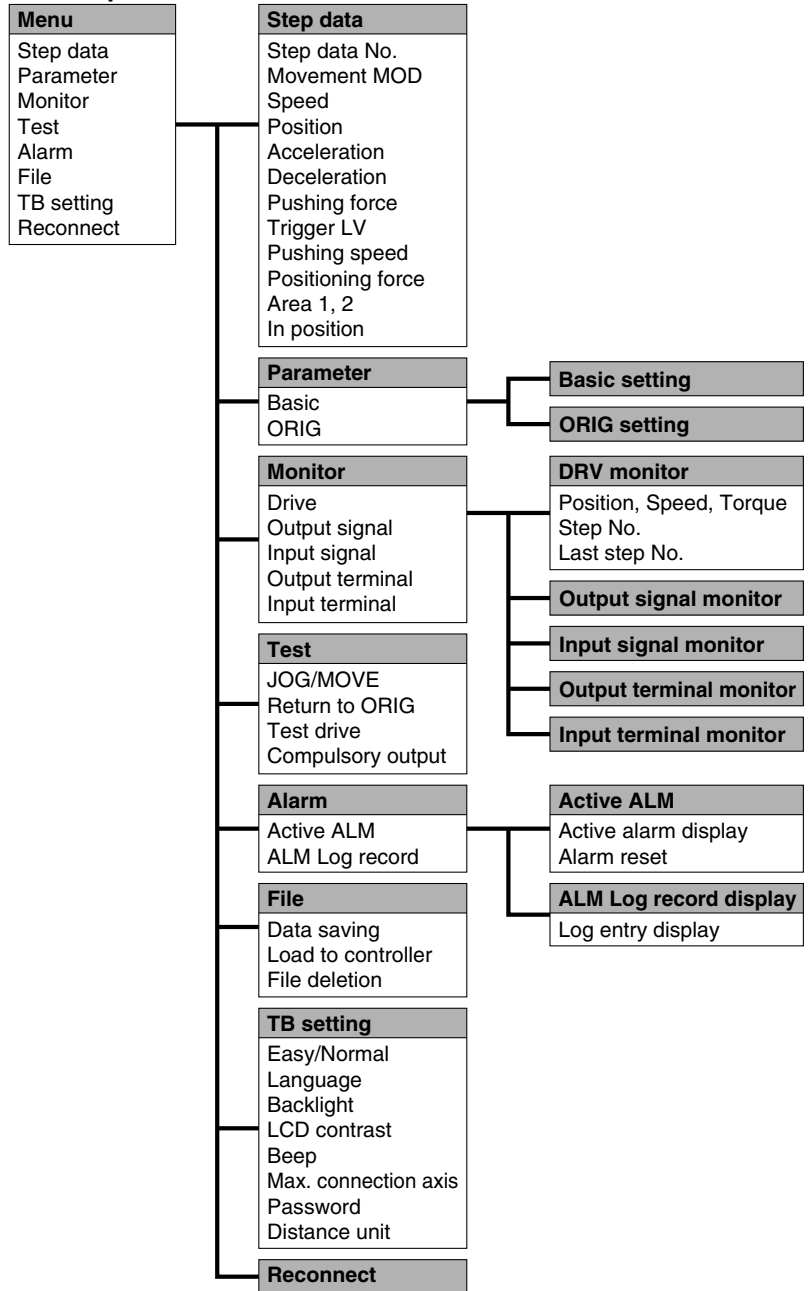 Menu
Step data
Parameter
Monitor
Test
Alarm
File
TB setting
Reconnect
Step data
Step data No.
Movement MOD
Speed
Position
Acceleration
Deceleration
Pushing force
Trigger LV
Pushing speed
Positioning force
Area 1, 2
In position
Parameter
Basic
ORIG
Basic setting
ORIG setting
Monitor
Drive
Output signal
Input signal
Output terminal
Input terminal
DRV monitor
Position, Speed, Torque
Step No.
Last step No.
Output signal monitor
Input signal monitor
Output terminal monitor
Input terminal monitor
Test
JOG/MOVE
Return to ORIG
Test drive
Compulsory output
Alarm
Active ALM
ALM Log record
Active ALM
Active alarm display
Alarm reset
ALM Log record display
Log entry display
File
Data saving
Load to controller
File deletion
TB setting
Easy/Normal
Language
Backlight
LCD contrast
Beep
Max. connection axis
Password
Distance unit
Reconnect